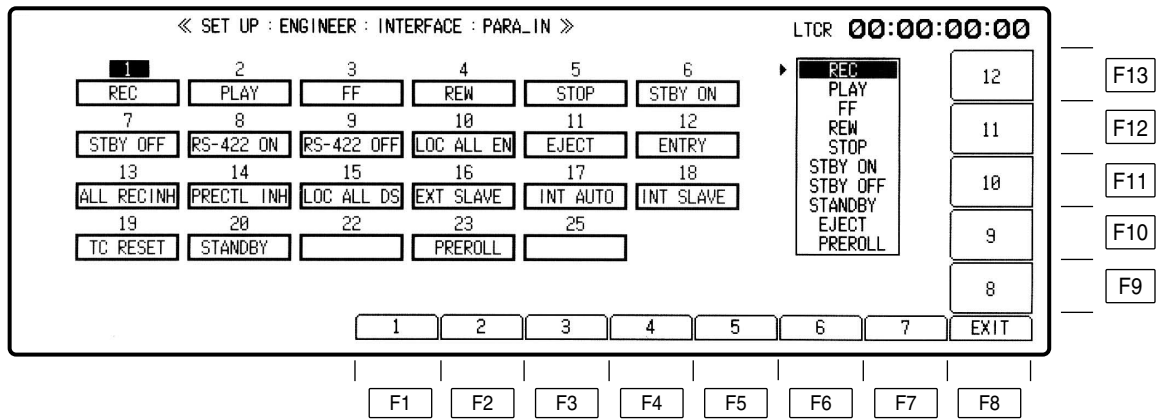 ≪ SET UP : ENGINEER : INTERFACE : PARA_IN ≫ LTCR 00:00:00:00
1 2 3 4 5 6
REC PLAY FF REW STOP STBY ON
7 8 9 10 11 12
STBY OFF RS-422 ON RS-422 OFF LOC ALL EN EJECT ENTRY
13 14 15 16 17 18
ALL RECINH PRECTL INH LOC ALL DS EXT SLAVE INT AUTO INT SLAVE
19 20 22 23 25
TC RESET STANDBY PREROLL
REC
PLAY
FF
REW
STOP
STBY ON
STBY OFF
STANDBY
EJECT
PREROLL
12 F13
11 F12
10 F11
9 F10
8 F9
1 2 3 4 5 6 7 EXIT
F1 F2 F3 F4 F5 F6 F7 F8